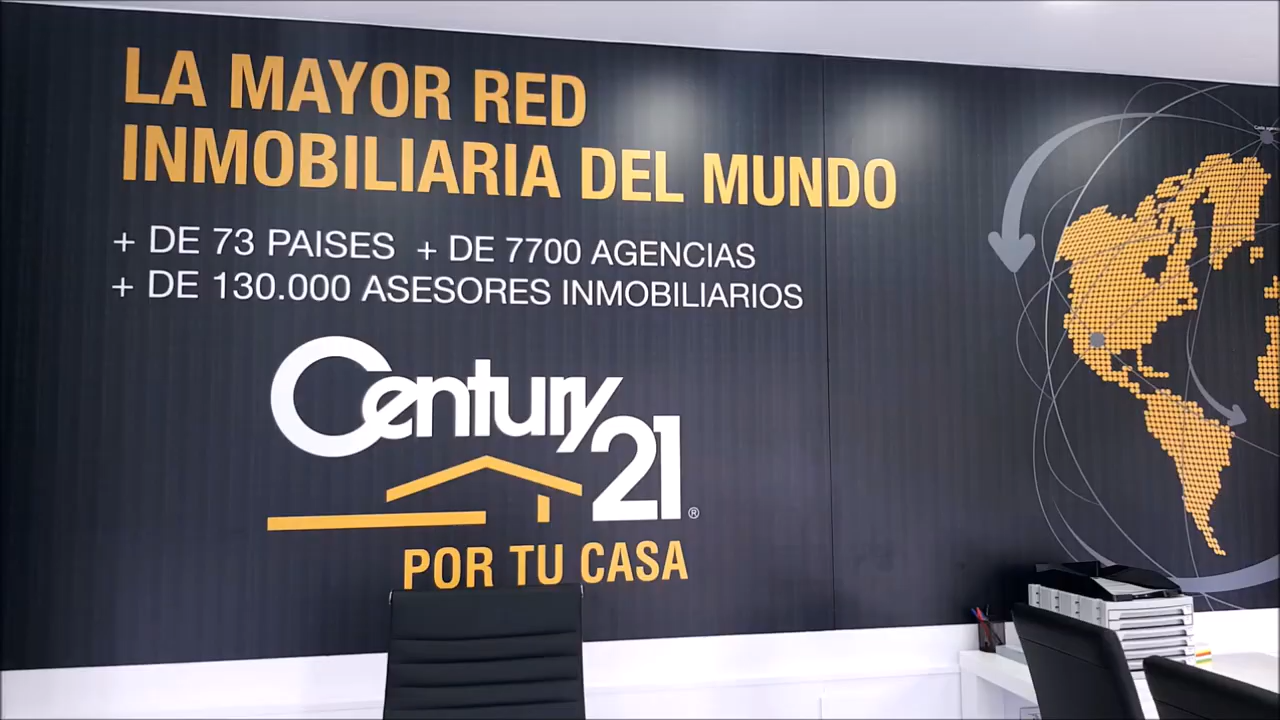 LA MAYOR RED
INMOBILIARIA DEL MUNDO
+ DE 73 PAISES + DE 7700 AGENCIAS
+ DE 130.000 ASESORES INMOBILIARIOS
Century
21®
POR TU CASA